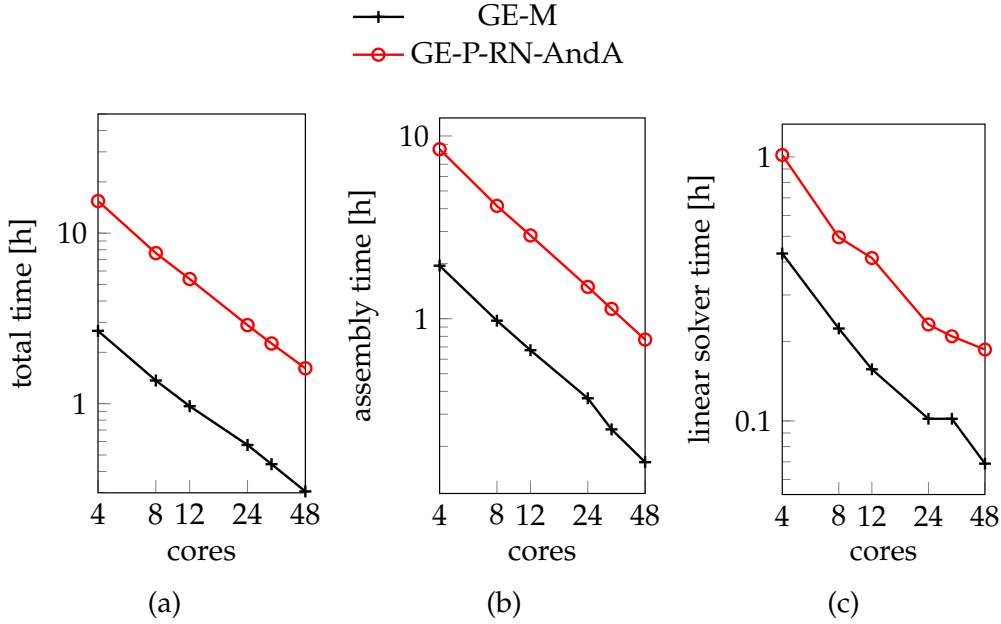 GE-M
GE-P-RN-AndA
total time [h]
10
1
4 8 12 24 48
cores
(a)
assembly time [h]
10
1
4 8 12 24 48
cores
(b)
linear solver time [h]
1
0.1
4 8 12 24 48
cores
(c)